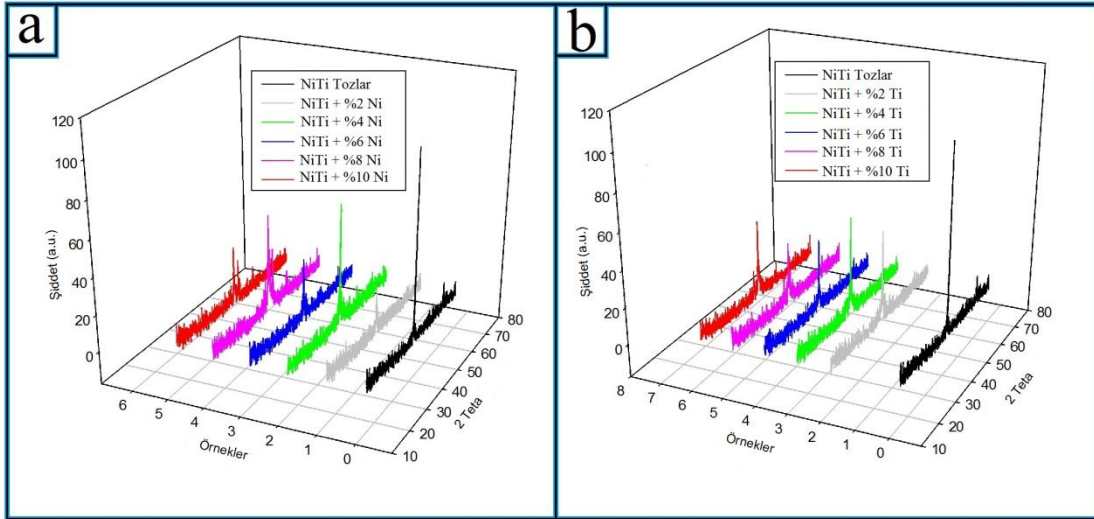 a
NiTi Tozlar
NiTi + %2 Ni
NiTi + %4 Ni
NiTi + %6 Ni
NiTi + %8 Ni
NiTi + %10 Ni
Şiddet (a.u.)
120
100
80
60
40
20
0
6
5
4
3
2
1
0
Örnekler
10
20
30
40
50
60
70
80
2 Teta
b
NiTi Tozlar
NiTi + %2 Ti
NiTi + %4 Ti
NiTi + %6 Ti
NiTi + %8 Ti
NiTi + %10 Ti
Şiddet (a.u.)
120
100
80
60
40
20
0
8
7
6
5
4
3
2
1
0
Örnekler
10
20
30
40
50
60
70
80
2 Teta